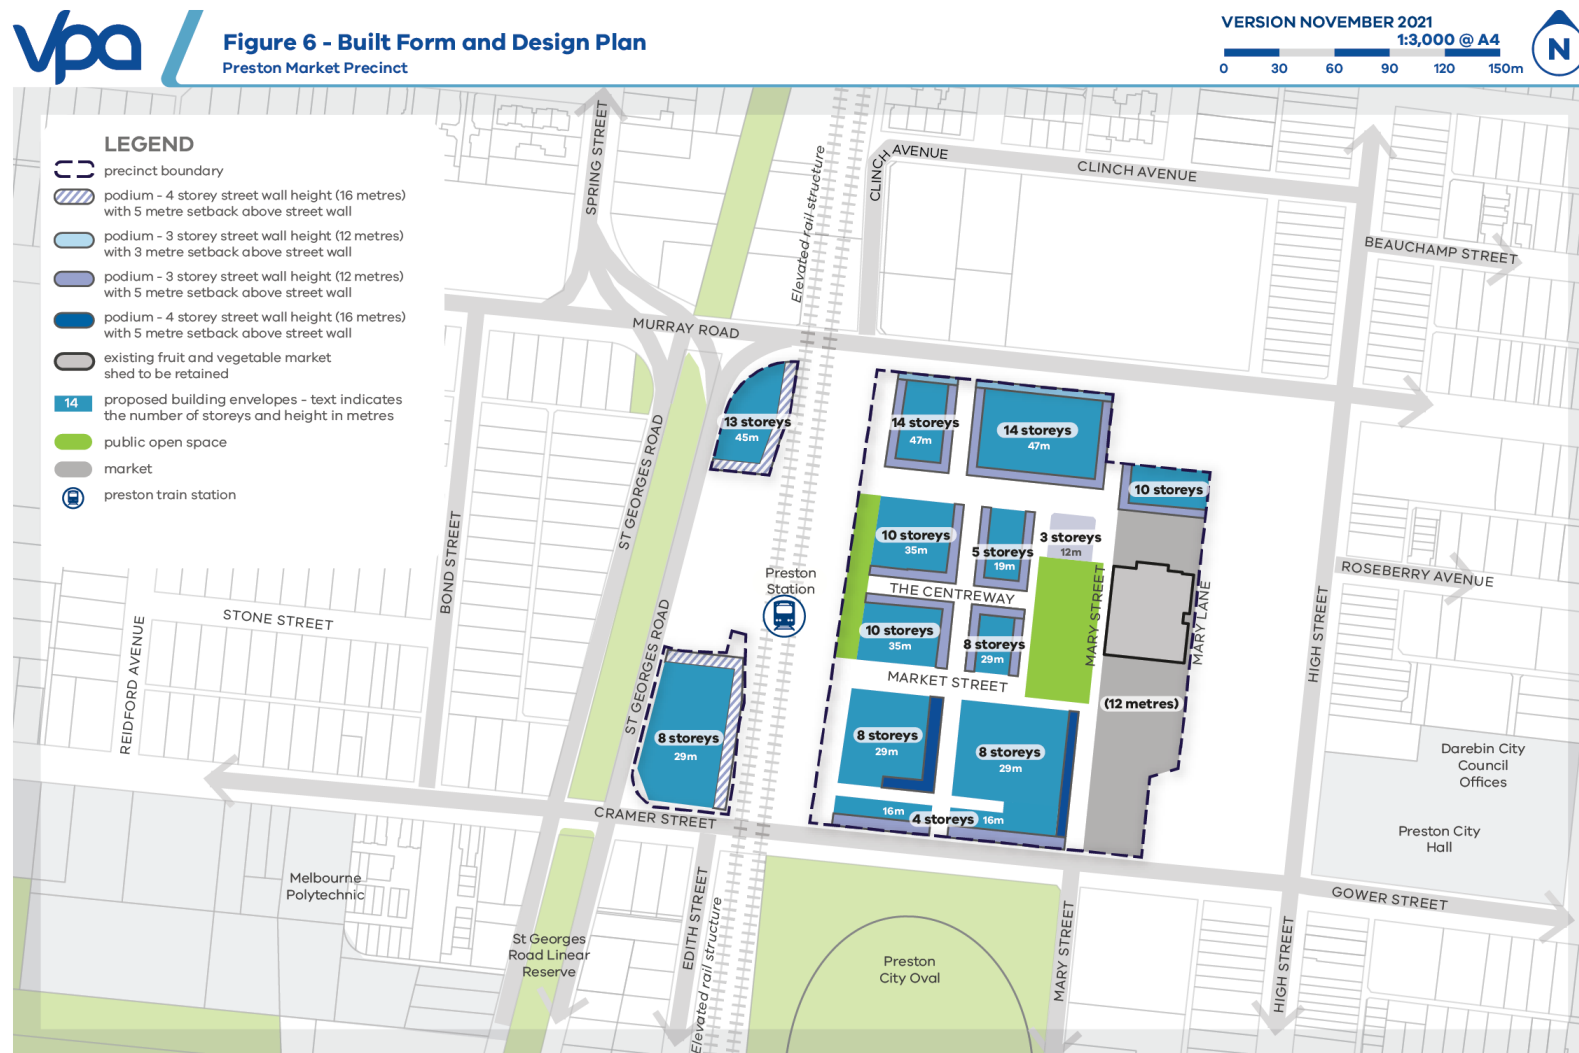 vpa
Figure 6 - Built Form and Design Plan
Preston Market Precinct
VERSION NOVEMBER 2021
1:3,000 @ A4
0 30 60 90 120 150m
N
LEGEND
precinct boundary
podium - 4 storey street wall height (16 metres)
with 5 metre setback above street wall
podium - 3 storey street wall height (12 metres)
with 3 metre setback above street wall
podium - 3 storey street wall height (12 metres)
with 5 metre setback above street wall
podium - 4 storey street wall height (16 metres)
with 5 metre setback above street wall
existing fruit and vegetable market
shed to be retained
14
proposed building envelopes - text indicates
the number of storeys and height in metres
public open space
market
preston train station
SPRING STREET
Elevated rail structure
CLINCH
AVENUE
CLINCH AVENUE
BEAUCHAMP STREET
MURRAY ROAD
13 storeys
45m
14 storeys
47m
14 storeys
47m
10 storeys
ST GEORGES ROAD
BOND STREET
10 storeys
35m
5 storeys
19m
3 storeys
12m
Preston
Station
THE CENTREWAY
MARY STREET
MARY LANE
HIGH STREET
ROSEBERRY AVENUE
STONE STREET
REIDFORD AVENUE
ST GEORGES ROAD
10 storeys
35m
8 storeys
29m
MARKET STREET
(12 metres)
8 storeys
29m
8 storeys
29m
8 storeys
29m
Darebin City
Council
Offices
16m
4 storeys
16m
CRAMER STREET
Preston City
Hall
Melbourne
Polytechnic
GOWER STREET
St Georges
Road Linear
Reserve
EDITH STREET
Elevated rail structure
Preston
City Oval
MARY STREET
HIGH STREET